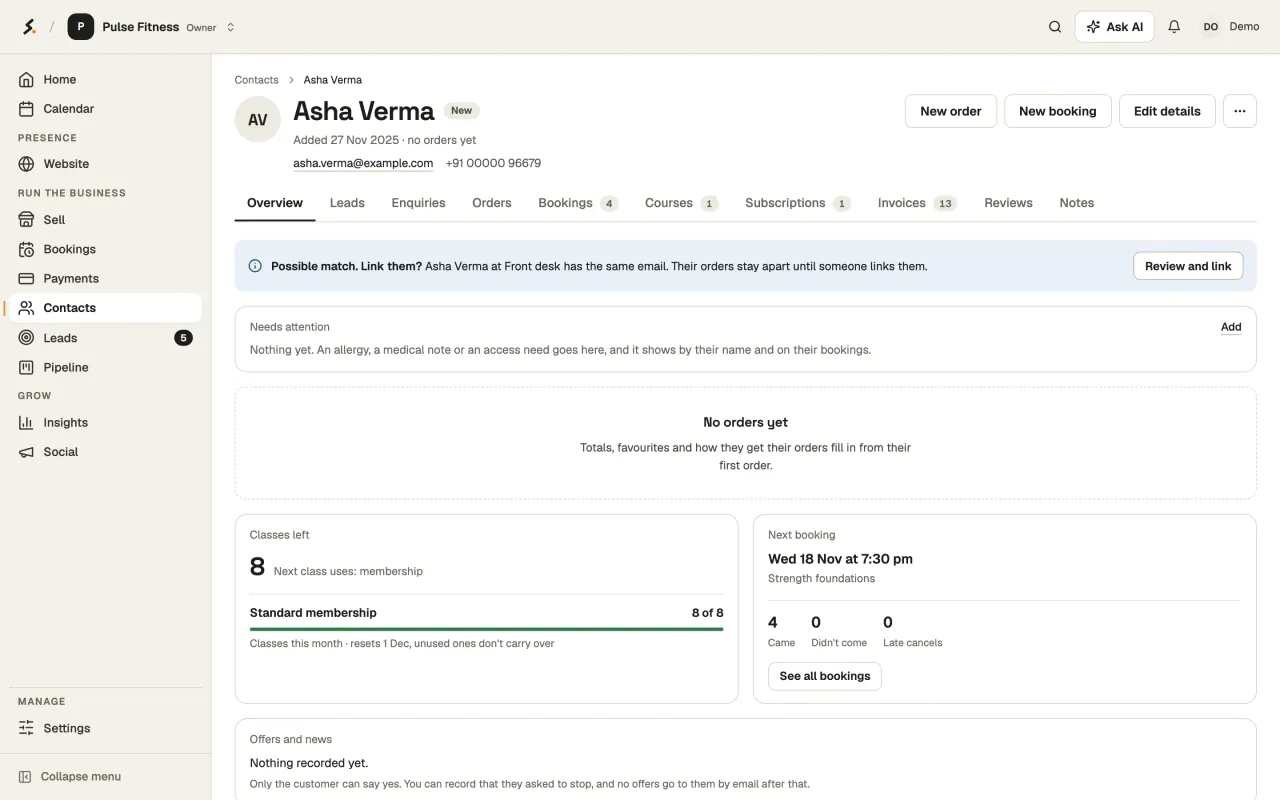 / P Pulse Fitness Owner
Ask AI DO Demo
Home
Calendar
PRESENCE
Website
RUN THE BUSINESS
Sell
Bookings
Payments
Contacts
Leads 5
Pipeline
GROW
Insights
Social
MANAGE
Settings
Collapse menu
Contacts > Asha Verma
AV
Asha Verma New
Added 27 Nov 2025 · no orders yet
asha.verma@example.com +91 00000 96679
New order New booking Edit details ···
Overview Leads Enquiries Orders Bookings 4 Courses 1 Subscriptions 1 Invoices 13 Reviews Notes
Possible match. Link them? Asha Verma at Front desk has the same email. Their orders stay apart until someone links them. Review and link
Needs attention Add
Nothing yet. An allergy, a medical note or an access need goes here, and it shows by their name and on their bookings.
No orders yet
Totals, favourites and how they get their orders fill in from their
first order.
Classes left
8 Next class uses: membership
Standard membership 8 of 8
Classes this month · resets 1 Dec, unused ones don't carry over
Next booking
Wed 18 Nov at 7:30 pm
Strength foundations
4 0 0
Came Didn't come Late cancels
See all bookings
Offers and news
Nothing recorded yet.
Only the customer can say yes. You can record that they asked to stop, and no offers go to them by email after that.